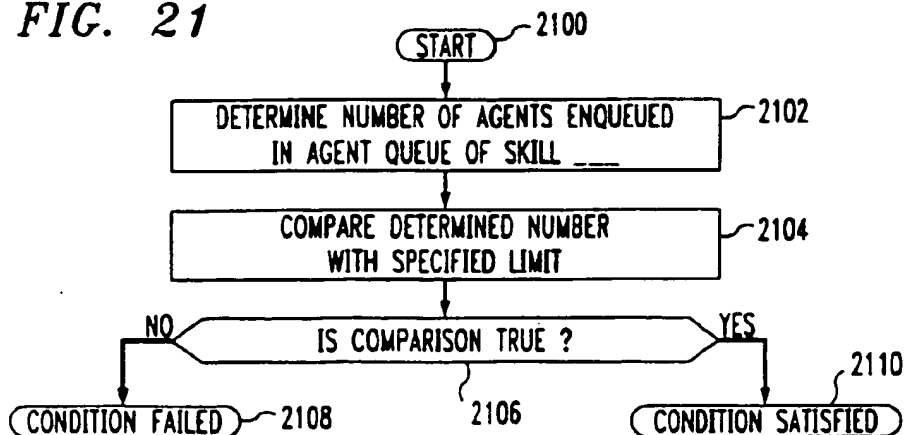 FIG. 21
START 2100
DETERMINE NUMBER OF AGENTS ENQUEUED
IN AGENT QUEUE OF SKILL ___
2102
COMPARE DETERMINED NUMBER
WITH SPECIFIED LIMIT
2104
NO
IS COMPARISON TRUE ?
YES
2106
CONDITION FAILED 2108
CONDITION SATISFIED
2110